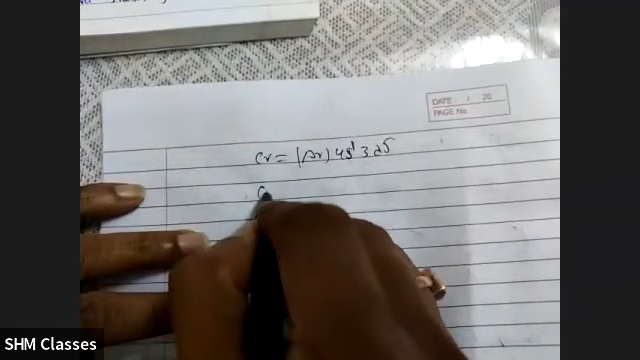 DATE / 20
PAGE No.
Cr = (Ar) 4s¹ 3d⁵
C
SHM Classes